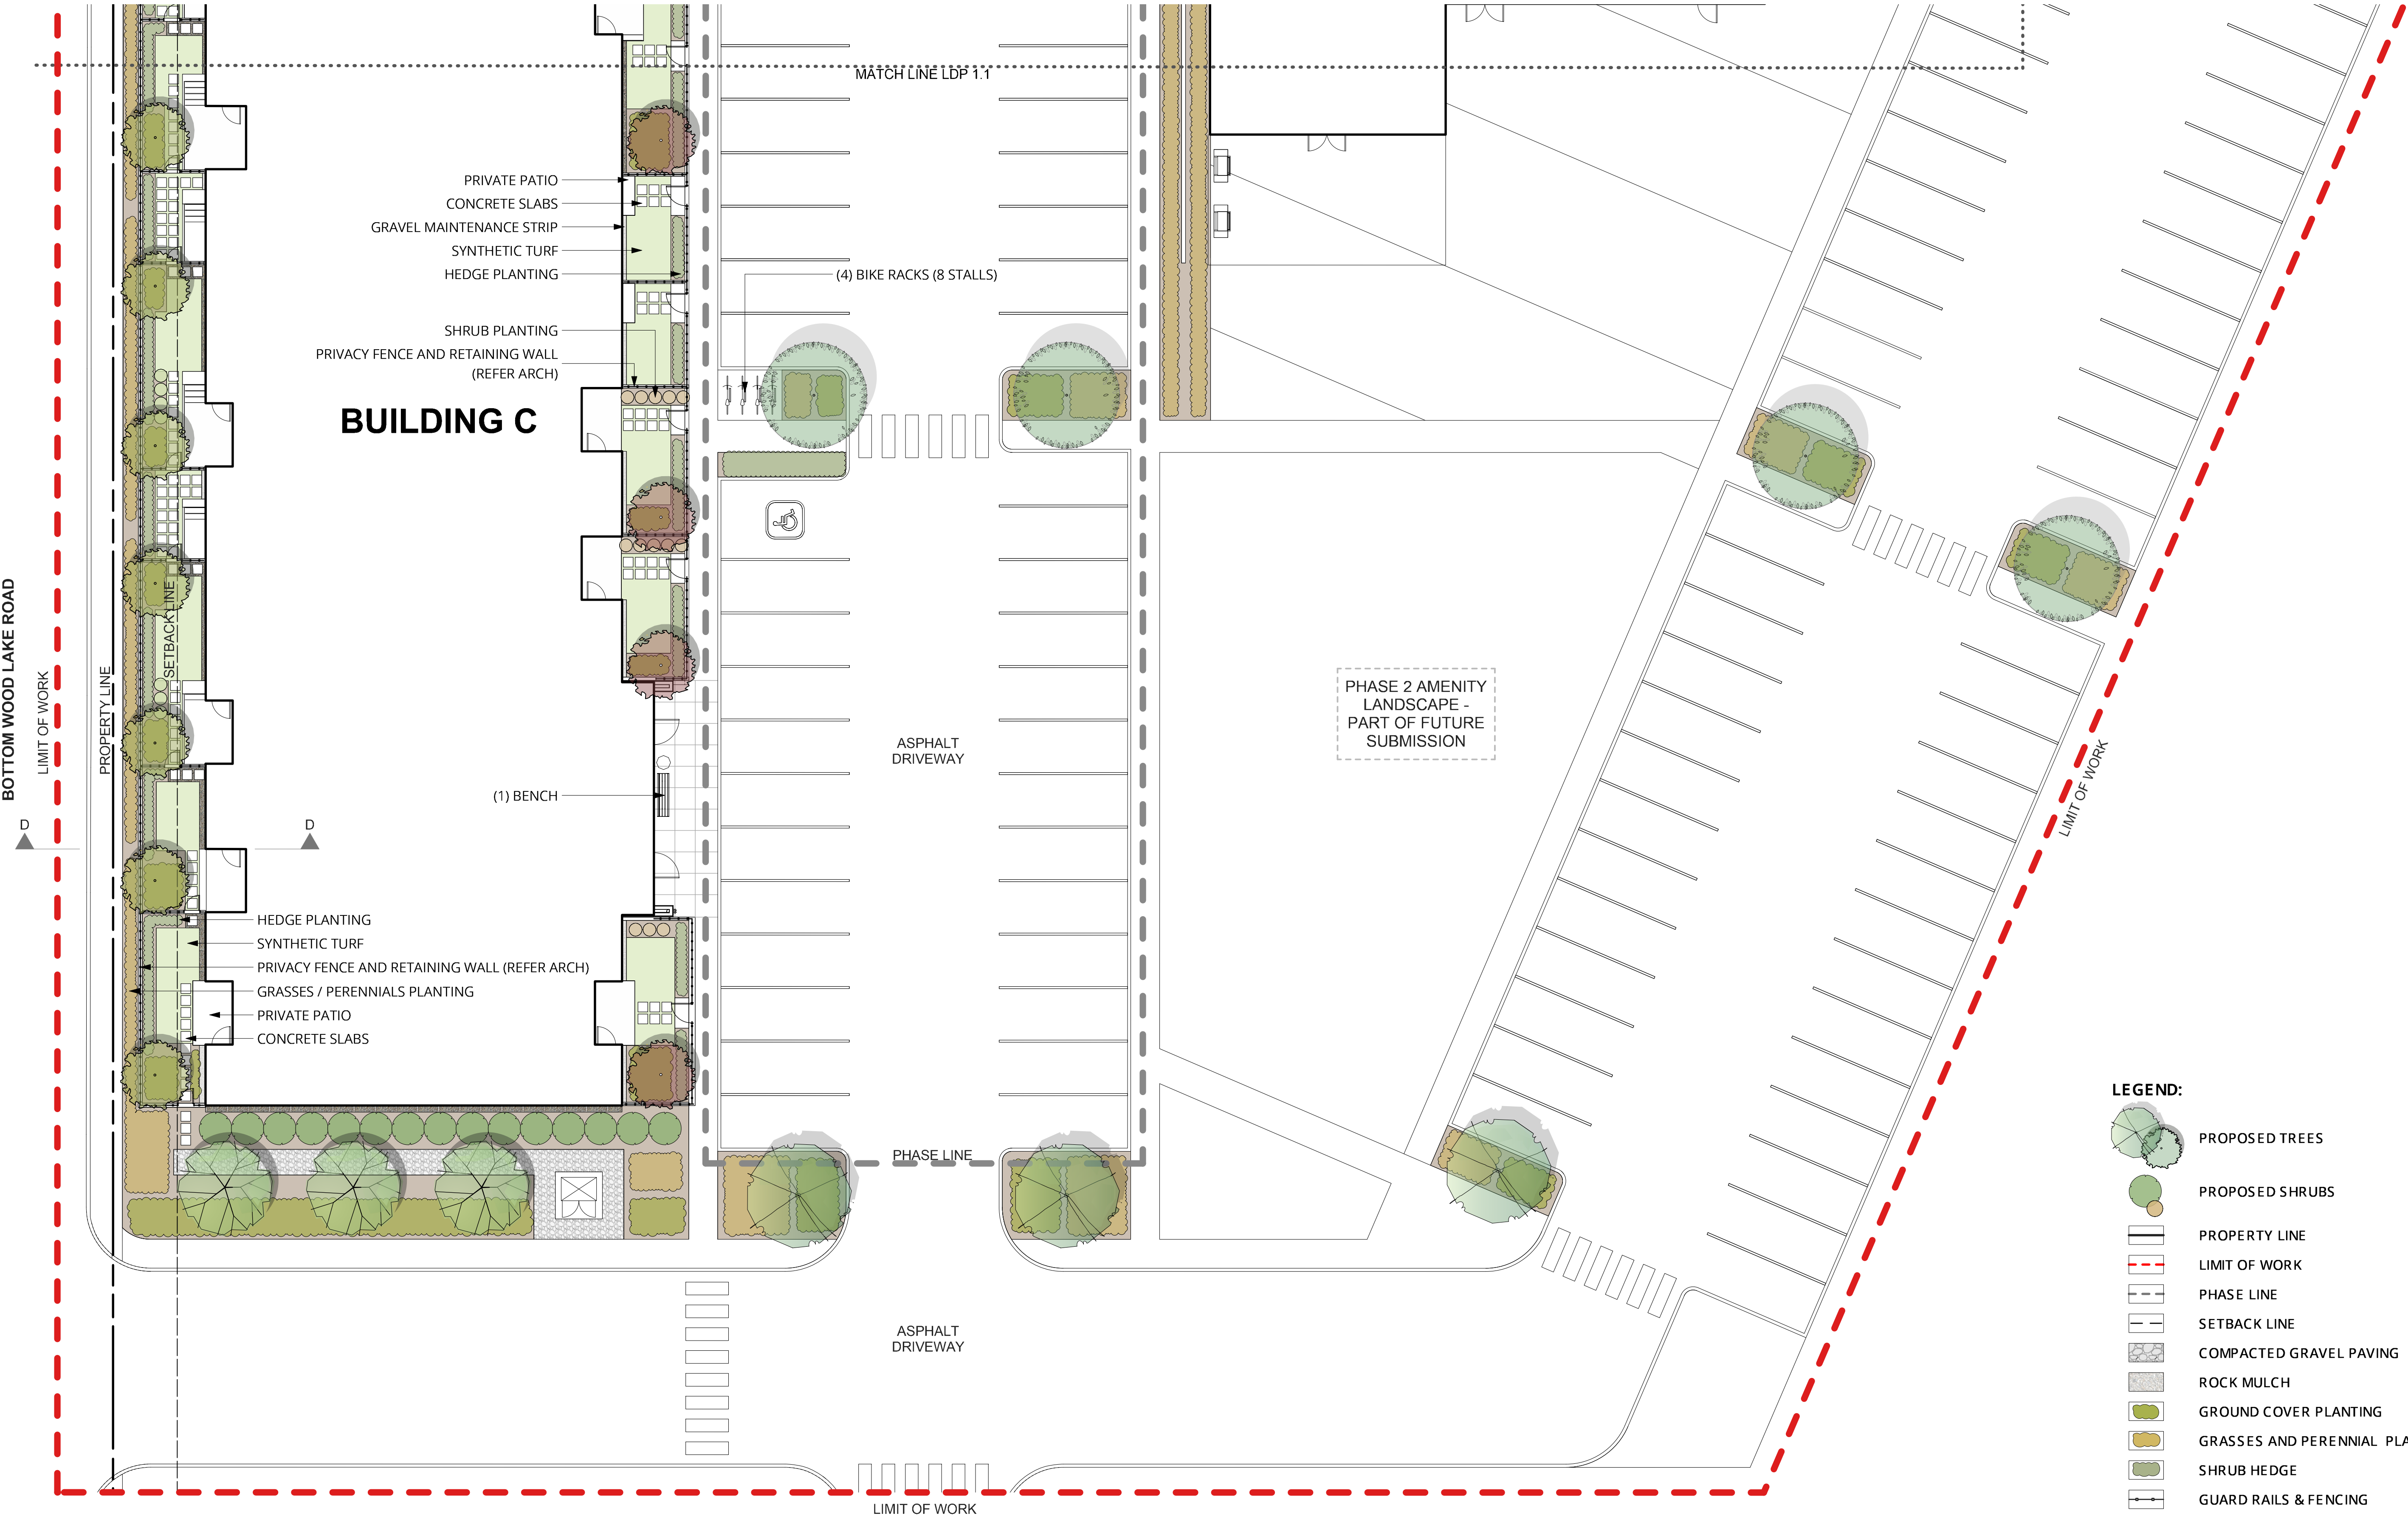 MATCH LINE LDP 1.1
PRIVATE PATIO
CONCRETE SLABS
GRAVEL MAINTENANCE STRIP
SYNTHETIC TURF
HEDGE PLANTING
(4) BIKE RACKS (8 STALLS)
SHRUB PLANTING
PRIVACY FENCE AND RETAINING WALL
(REFER ARCH)
BUILDING C
BOTTOM WOOD LAKE ROAD
LIMIT OF WORK
PROPERTY LINE
SETBACK LINE
PHASE 2 AMENITY
LANDSCAPE -
PART OF FUTURE
SUBMISSION
ASPHALT
DRIVEWAY
(1) BENCH
LIMIT OF WORK
D
D
HEDGE PLANTING
SYNTHETIC TURF
PRIVACY FENCE AND RETAINING WALL (REFER ARCH)
GRASSES / PERENNIALS PLANTING
PRIVATE PATIO
CONCRETE SLABS
PHASE LINE
ASPHALT
DRIVEWAY
LIMIT OF WORK
LEGEND:
PROPOSED TREES
PROPOSED SHRUBS
PROPERTY LINE
LIMIT OF WORK
PHASE LINE
SETBACK LINE
COMPACTED GRAVEL PAVING
ROCK MULCH
GROUND COVER PLANTING
GRASSES AND PERENNIAL PLA
SHRUB HEDGE
GUARD RAILS & FENCING